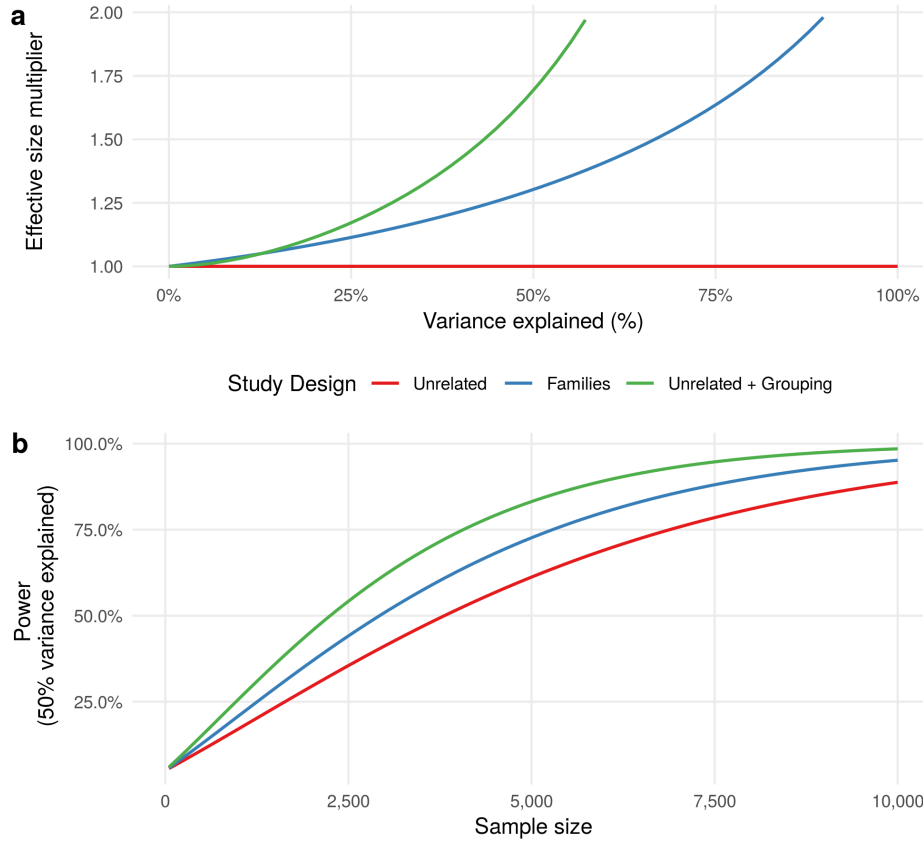 a
Effective size multiplier
2.00
1.75
1.50
1.25
1.00
0%
25%
50%
75%
100%
Variance explained (%)
Study Design
Unrelated
Families
Unrelated + Grouping
b
Power
(50% variance explained)
100.0%
75.0%
50.0%
25.0%
0
2,500
5,000
7,500
10,000
Sample size